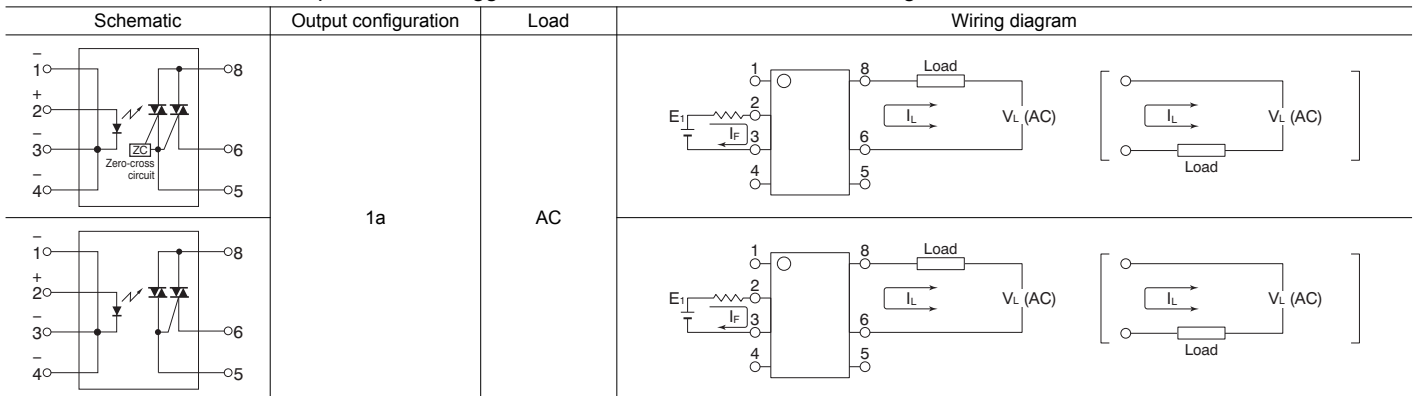 Schematic
Output configuration
Load
Wiring diagram
–
1
8
+
2
–
3
ZC
6
Zero-cross
circuit
–
4
5
1a
AC
1
8
Load
2
E1
IF
IL
VL (AC)
3
6
4
5
IL
VL (AC)
Load
–
1
8
+
2
–
3
6
–
4
5
1
8
Load
2
E1
IF
IL
VL (AC)
3
6
4
5
IL
VL (AC)
Load